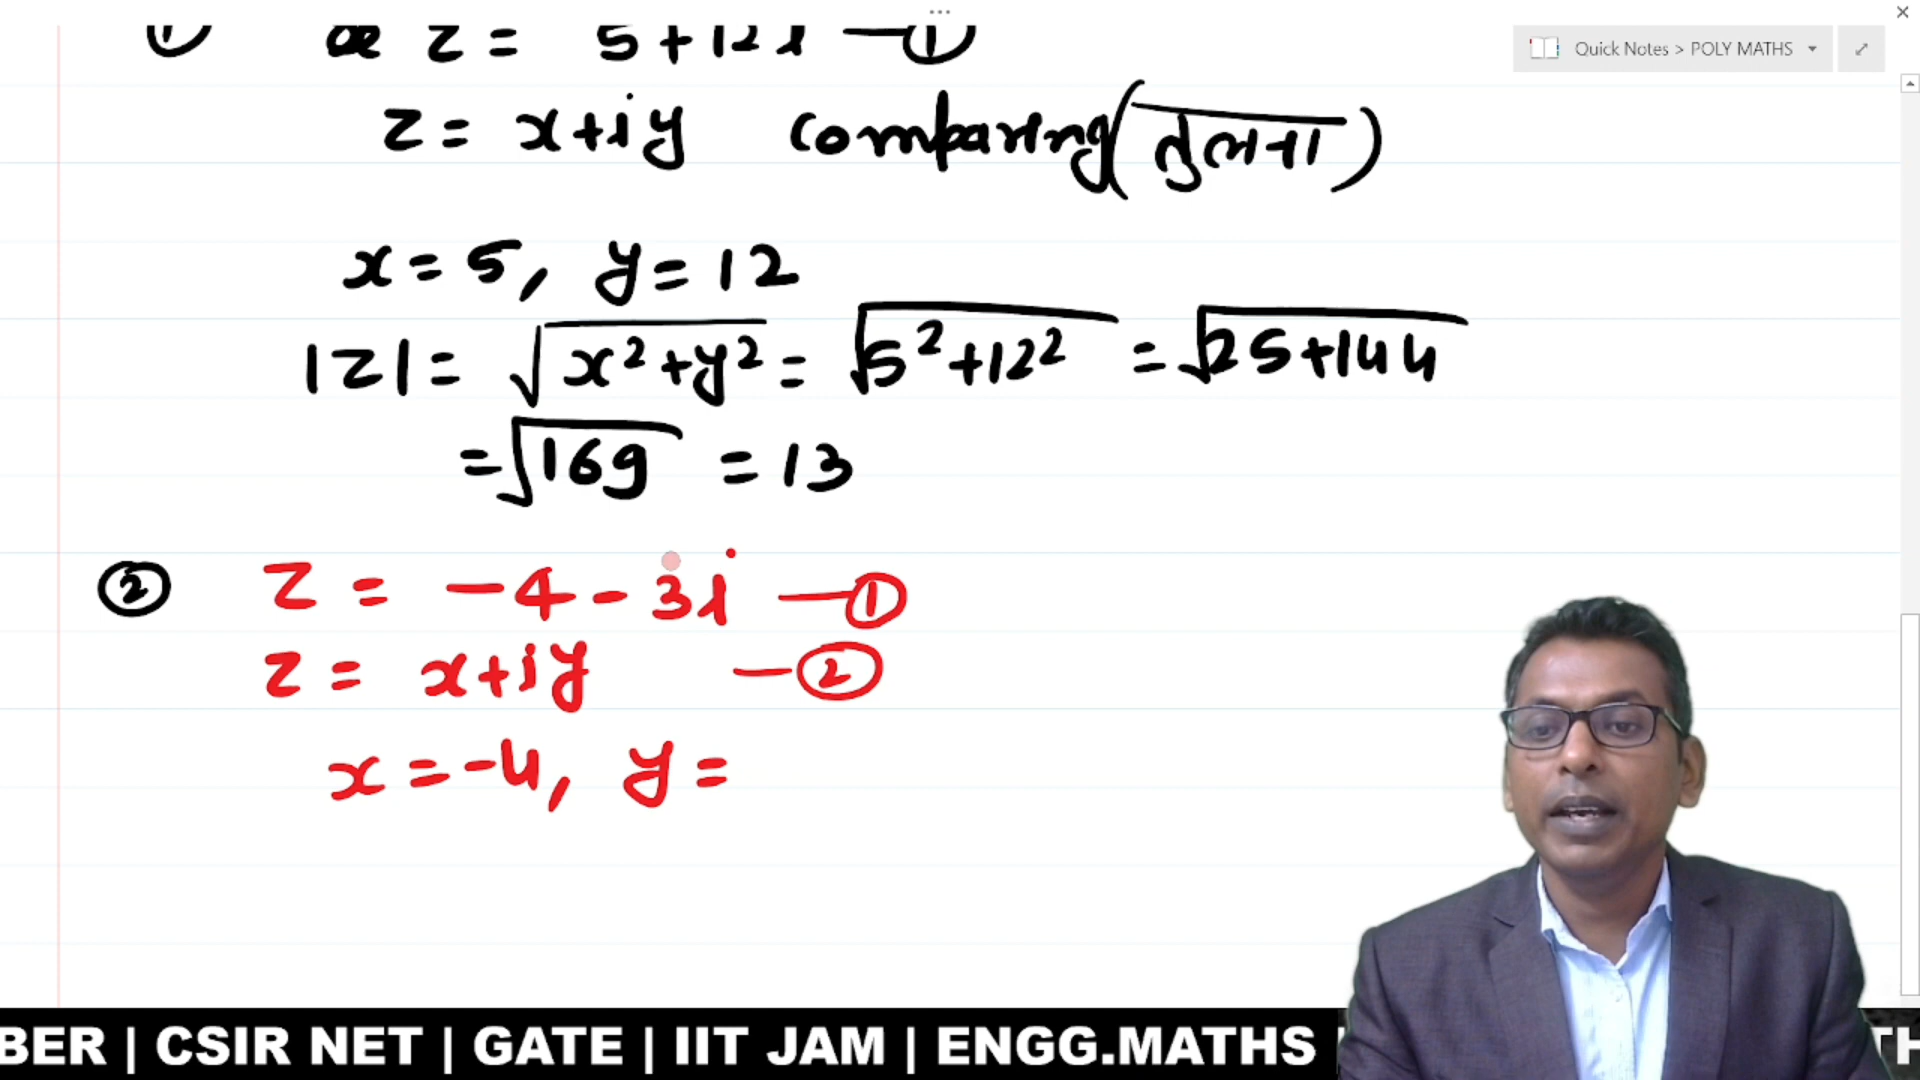 Quick Notes > POLY MATHS
① z = 5 + 12i —①
z = x+iy comparing (तुलना)
x = 5, y = 12
|z| = √x²+y² = √5²+12² = √25+144
= √169 = 13
② z = -4 - 3i —①
z = x+iy —②
x = -4, y =
BER | CSIR NET | GATE | IIT JAM | ENGG.MATHS